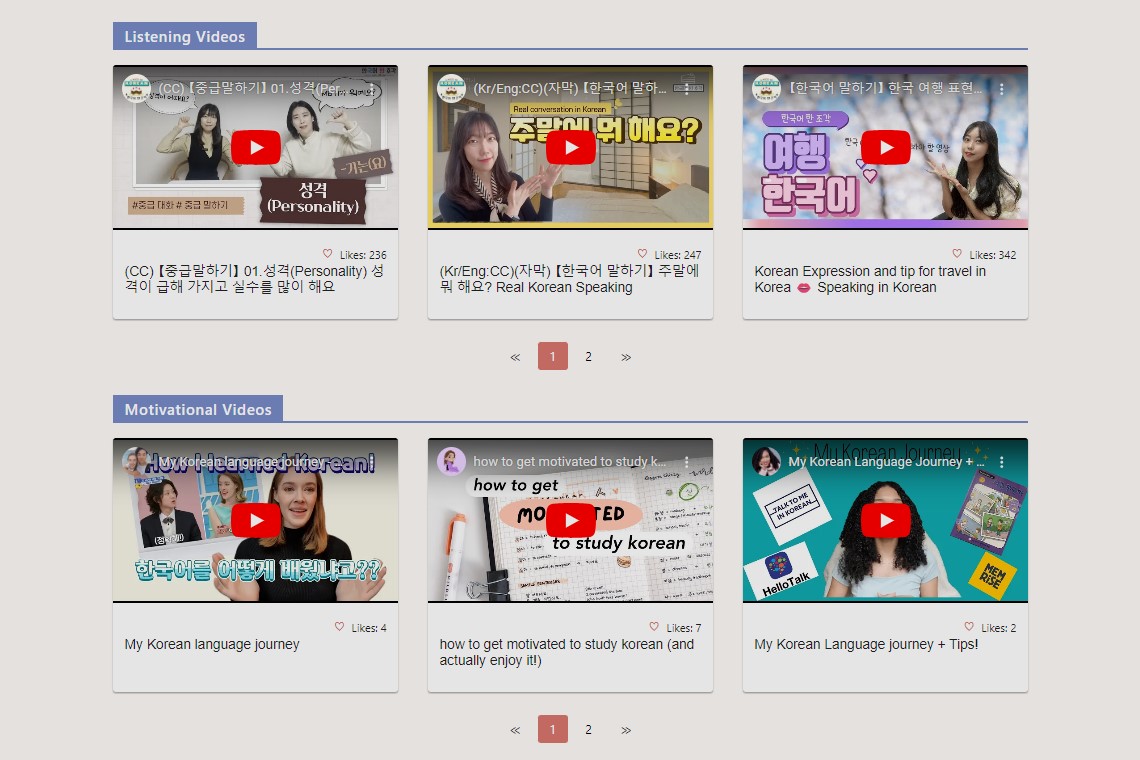 Listening Videos
(CC) 【중급말하기】 01.성격(Per...
#중급 대화 # 중급 말하기
-기는(요)
성격
(Personality)
♡ Likes: 236
(CC) 【중급말하기】 01.성격(Personality) 성
격이 급해 가지고 실수를 많이 해요
(Kr/Eng:CC)(자막) 【한국어 말하...
Real conversation in Korean
주말에 뭐 해요?
♡ Likes: 247
(Kr/Eng:CC)(자막) 【한국어 말하기】 주말에
뭐 해요? Real Korean Speaking
【한국어 말하기】 한국 여행 표현...
한국어 한 조각
여행
한국어
♡ Likes: 342
Korean Expression and tip for travel in
Korea 👄 Speaking in Korean
« 1 2 »
Motivational Videos
My Korean language journey
How I learned Korean!
한국어를 어떻게 배웠냐고??
♡ Likes: 4
My Korean language journey
how to get motivated to study k...
how to get
to study korean
♡ Likes: 7
how to get motivated to study korean (and
actually enjoy it!)
My Korean Language Journey + ...
My Korean Journey
TALK TO ME
IN KOREAN
HelloTalk
MEM
RISE
♡ Likes: 2
My Korean Language journey + Tips!
« 1 2 »